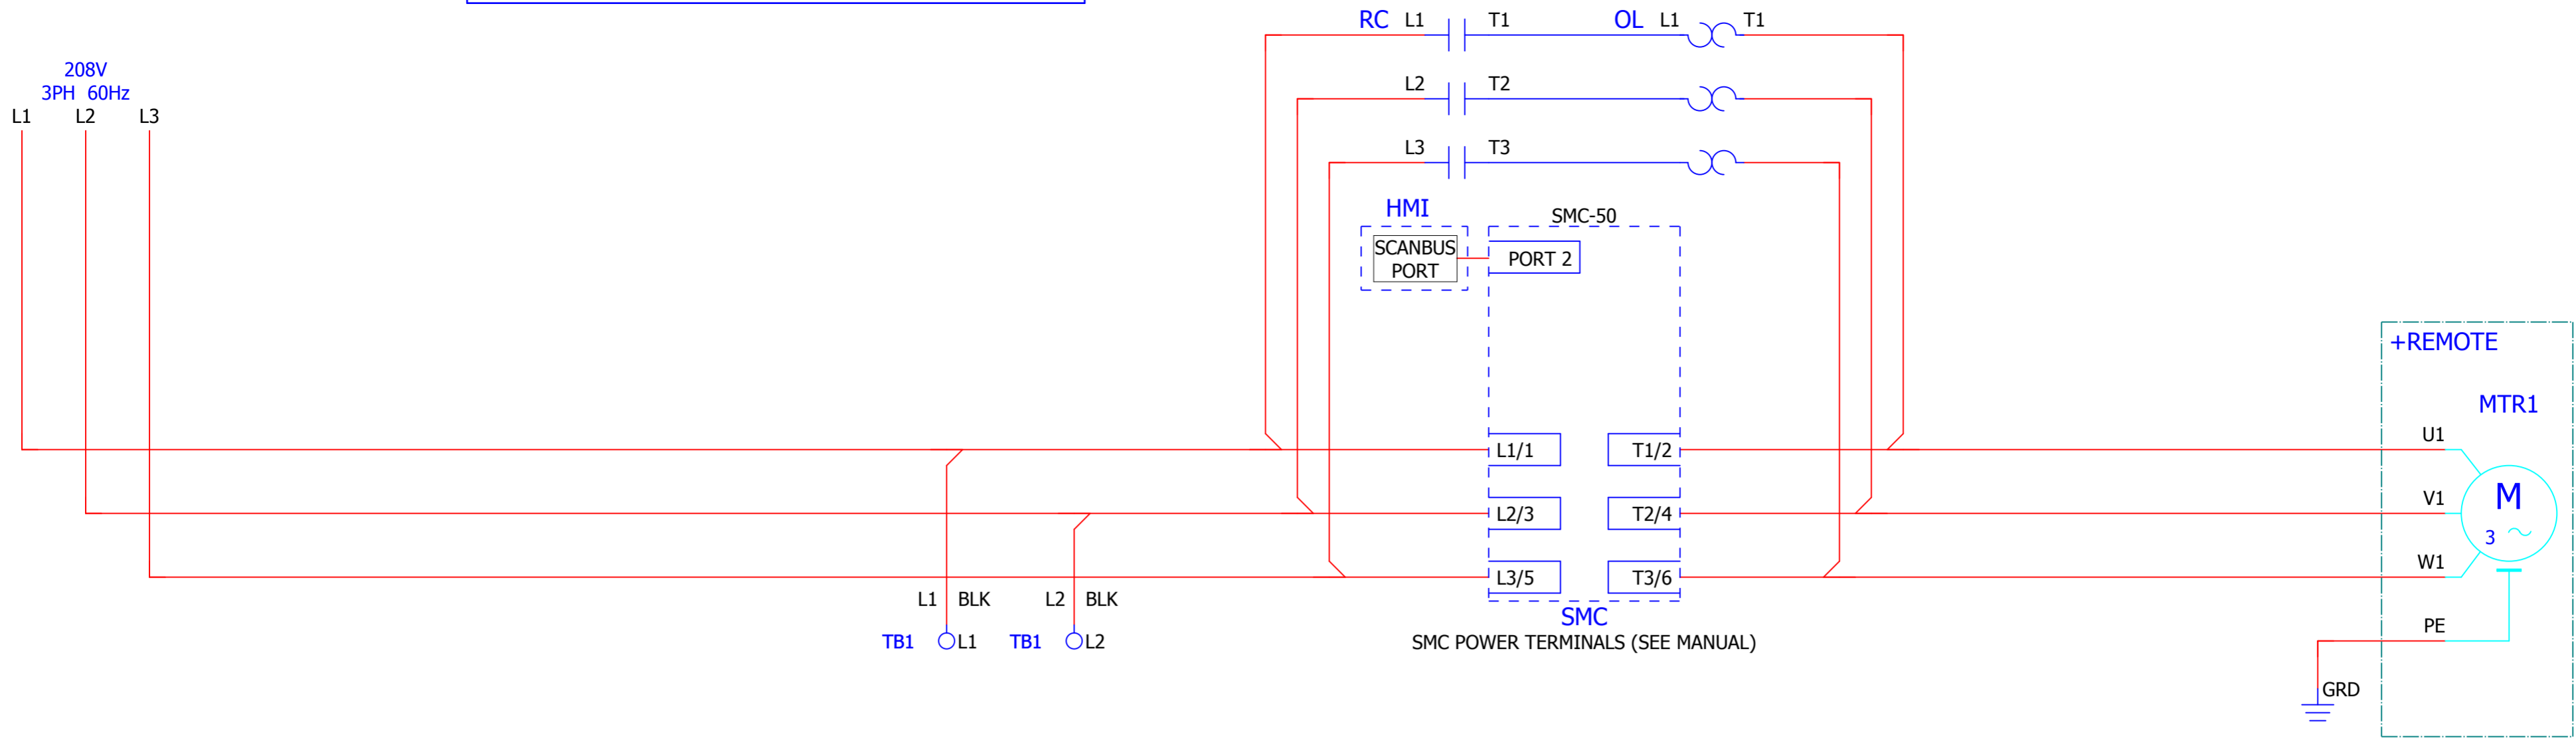 RC L1 T1 OL L1 T1
208V
3PH 60Hz
L1 L2 L3
L2 T2
L3 T3
HMI
SMC-50
SCANBUS
PORT
PORT 2
+REMOTE
MTR1
U1
L1/1 T1/2
V1
M
3
L2/3 T2/4
W1
L3/5 T3/6
L1 BLK L2 BLK
SMC
PE
TB1 L1 TB1 L2
SMC POWER TERMINALS (SEE MANUAL)
GRD